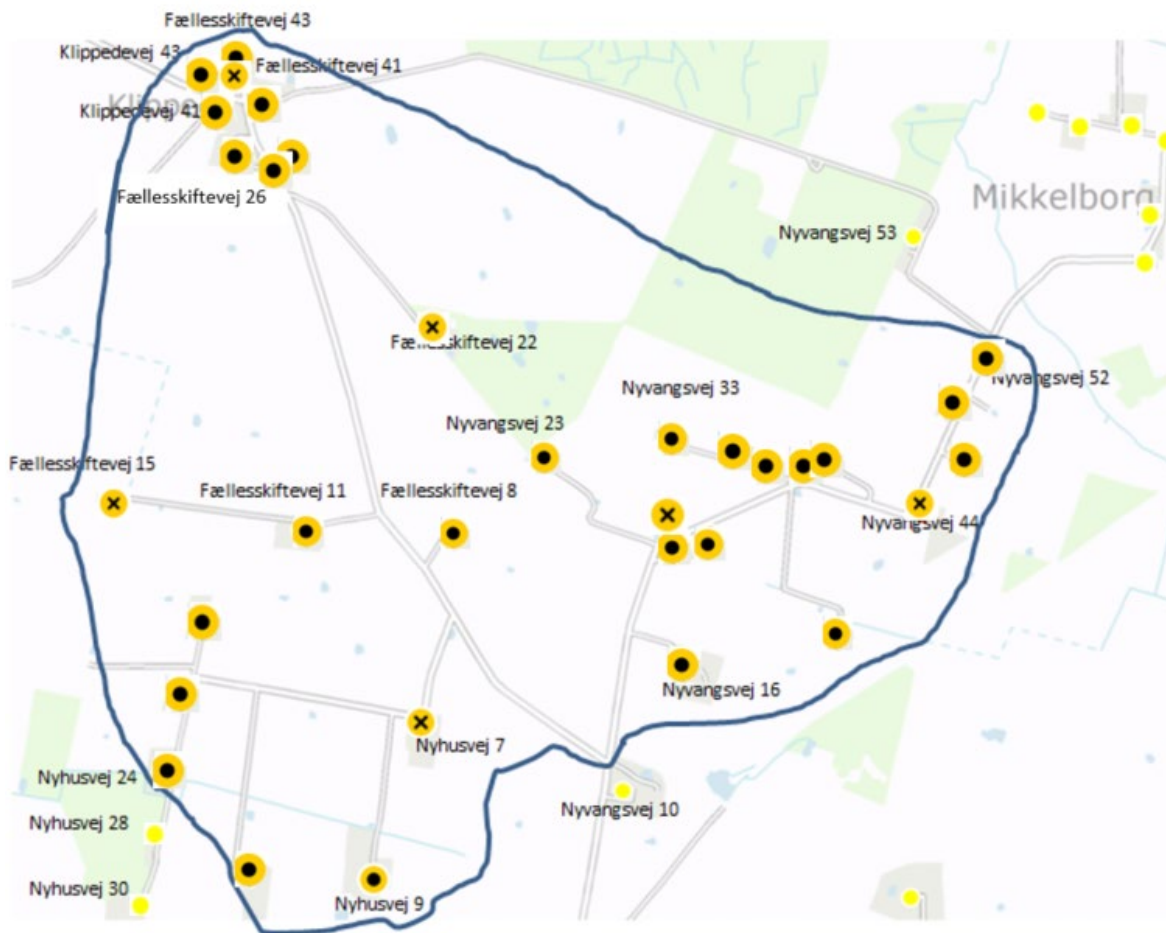 Fællesskiftevej 43
Klippedevej 43
Fællesskiftevej 41
Klippedevej 41
Fællesskiftevej 26
Mikkelborg
Nyvangsvej 53
Fællesskiftevej 22
Nyvangsvej 52
Nyvangsvej 33
Nyvangsvej 23
Fællesskiftevej 15
Fællesskiftevej 11
Fællesskiftevej 8
Nyvangsvej 44
Nyvangsvej 16
Nyhusvej 7
Nyhusvej 24
Nyvangsvej 10
Nyhusvej 28
Nyhusvej 30
Nyhusvej 9